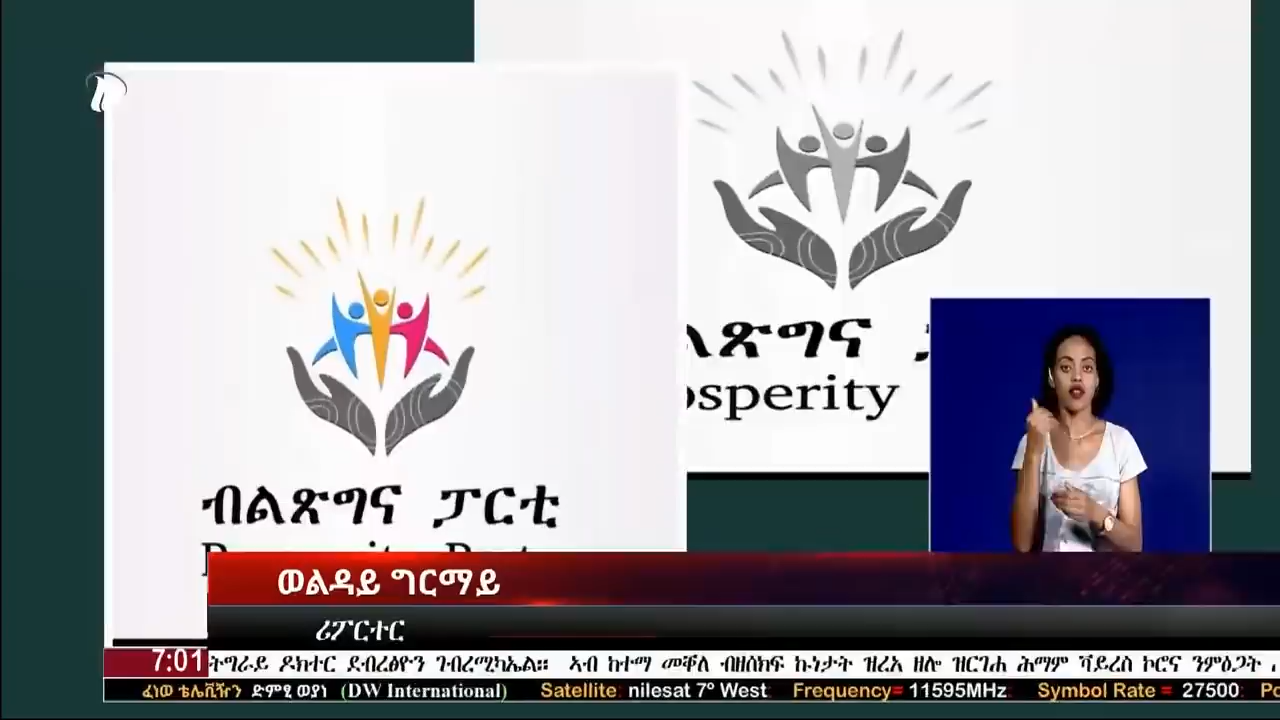 ልጽግና
osperity
ብልጽግና ፓርቲ
ወልዳይ ግርማይ
ሪፖርተር
7:01 ትግራይ ዶክተር ደብረፅዮን ገብረሚካኤል። ኣብ ከተማ መቐለ ብዘሰክፍ ኩነታት ዝረአ ዘሎ ዝርገሐ ሕማም ቫይረስ ኮሮና ንምዕጋት
ፈነወ ቴሌቪዥን ድምፂ ወያነ (DW International) Satellite: nilesat 7° West: Frequency= 11595MHz: Symbol Rate = 27500: Po